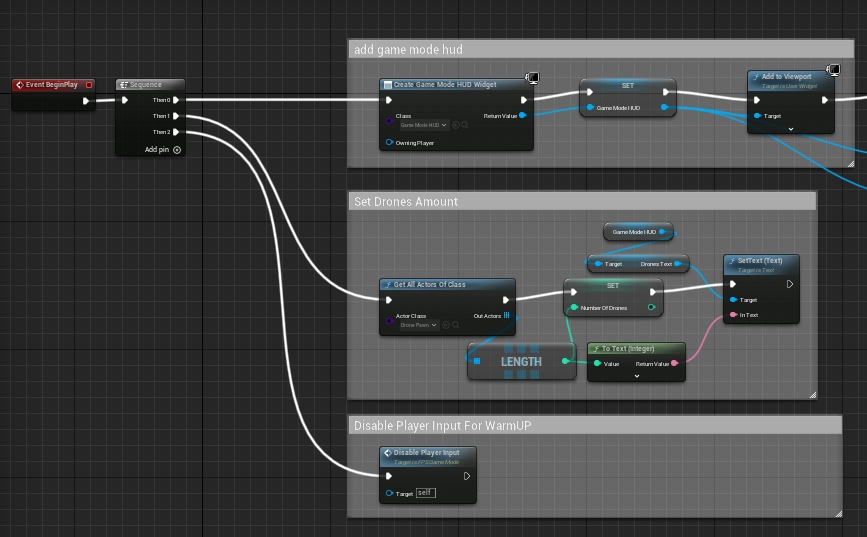 add game mode hud
Event BeginPlay
Sequence
Then 0
Then 1
Then 2
Add pin
Create Game Mode HUD Widget
Class
Game Mode HUD
Return Value
Owning Player
SET
Game Mode HUD
Add to Viewport
Target is User Widget
Target
Set Drones Amount
Game Mode HUD
Target
Drones Text
Get All Actors Of Class
Actor Class
Drone Pawn
Out Actors
SET
Number Of Drones
SetText (Text)
Target is Text
Target
In Text
LENGTH
To Text (Integer)
Value
Return Value
Disable Player Input For WarmUP
Disable Player Input
Target is FPSGame Mode
Target
self